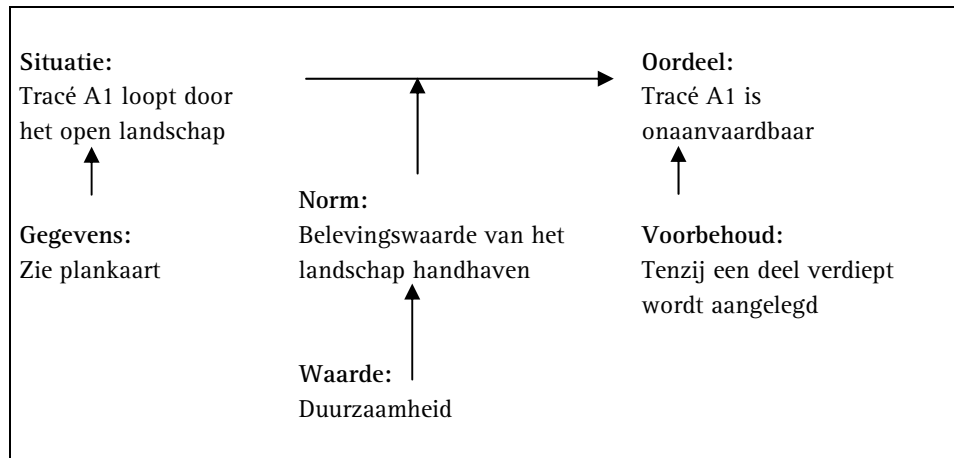 Situatie:
Tracé A1 loopt door
het open landschap
Oordeel:
Tracé A1 is
onaanvaardbaar
Gegevens:
Zie plankaart
Norm:
Belevingswaarde van het
landschap handhaven
Voorbehoud:
Tenzij een deel verdiept
wordt aangelegd
Waarde:
Duurzaamheid